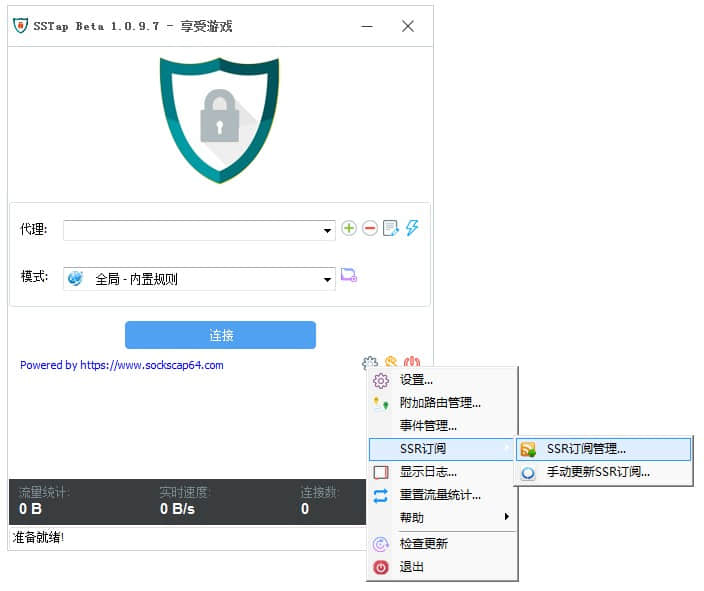 SSTap Beta 1.0.9.7 - 享受游戏
代理:
模式: 全局 - 内置规则
连接
Powered by https://www.sockscap64.com
设置...
附加路由管理...
事件管理...
SSR订阅
SSR订阅管理...
显示日志...
手动更新SSR订阅...
重置流量统计...
帮助
检查更新
退出
流量统计: 实时速度: 连接数:
0 B 0 B/s 0
准备就绪!